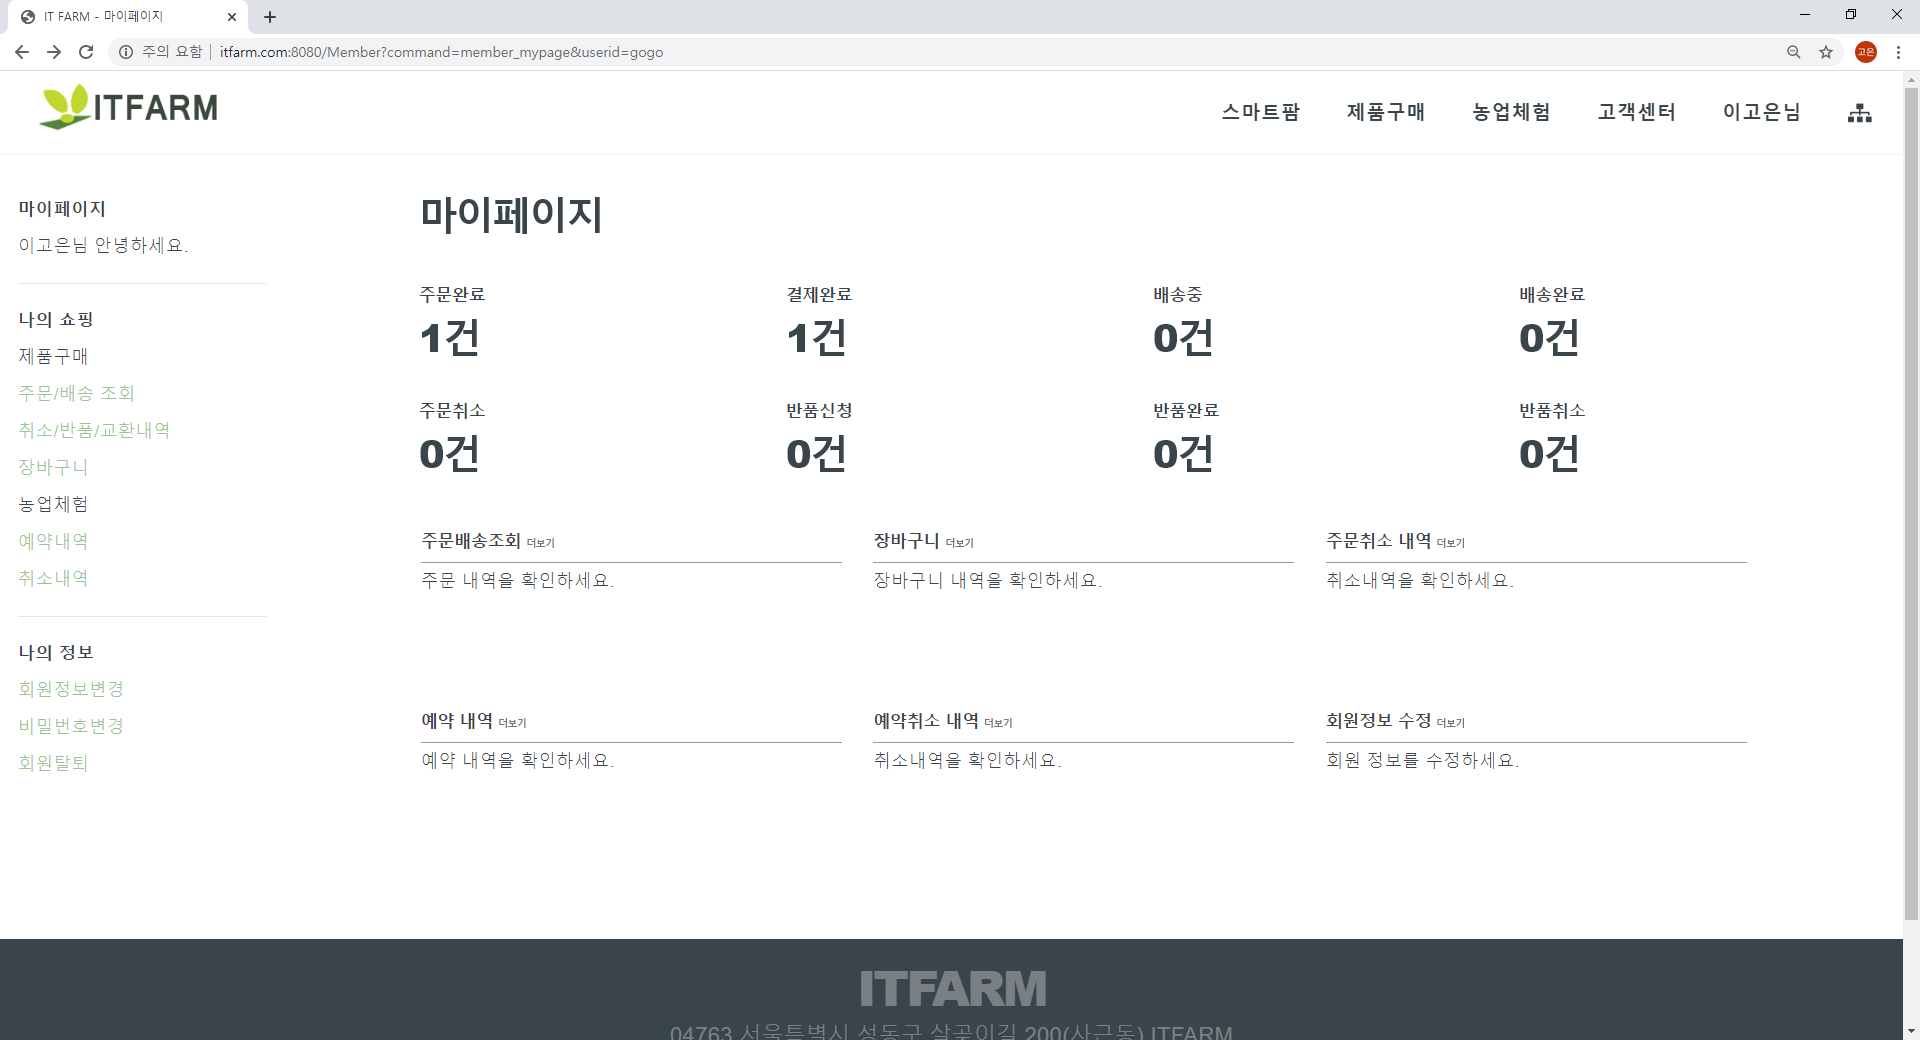 IT FARM - 마이페이지
주의 요함 | itfarm.com:8080/Member?command=member_mypage&userid=gogo
고은
ITFARM
스마트팜 제품구매 농업체험 고객센터 이고은님
마이페이지
이고은님 안녕하세요.
나의 쇼핑
제품구매
주문/배송 조회
취소/반품/교환내역
장바구니
농업체험
예약내역
취소내역
나의 정보
회원정보변경
비밀번호변경
회원탈퇴
마이페이지
주문완료 결제완료 배송중 배송완료
1건 1건 0건 0건
주문취소 반품신청 반품완료 반품취소
0건 0건 0건 0건
주문배송조회 더보기 장바구니 더보기 주문취소 내역 더보기
주문 내역을 확인하세요. 장바구니 내역을 확인하세요. 취소내역을 확인하세요.
예약 내역 더보기 예약취소 내역 더보기 회원정보 수정 더보기
예약 내역을 확인하세요. 취소내역을 확인하세요. 회원 정보를 수정하세요.
ITFARM
04763 서울특별시 성동구 살곶이길 200(사근동) ITFARM